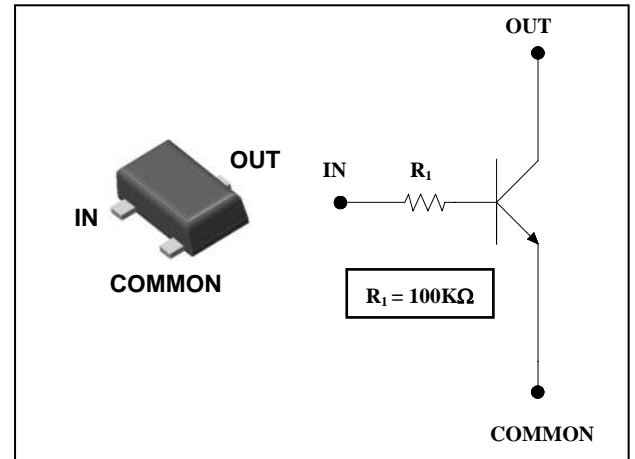 OUT
IN
COMMON
OUT
IN
R₁
R₁ = 100KΩ
COMMON